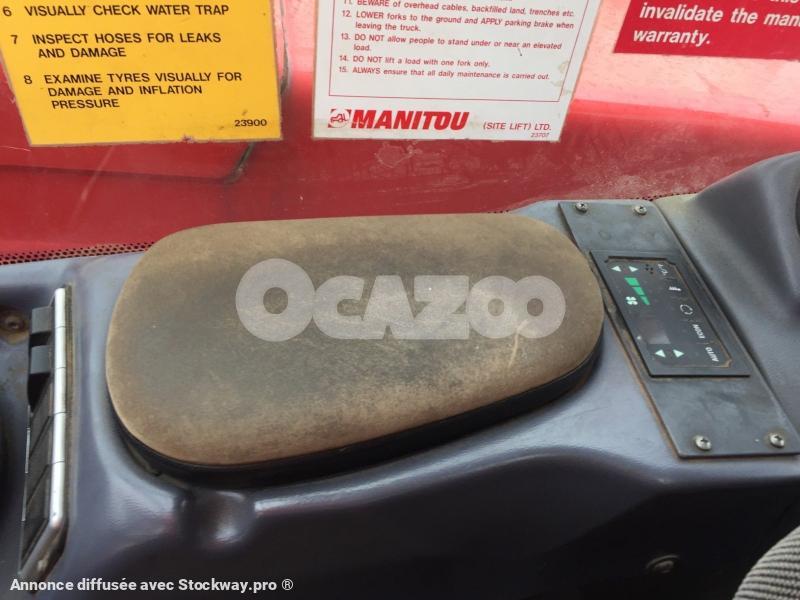 6 VISUALLY CHECK WATER TRAP
7 INSPECT HOSES FOR LEAKS
AND DAMAGE
8 EXAMINE TYRES VISUALLY FOR
DAMAGE AND INFLATION
PRESSURE
23900
11. BEWARE of overhead cables, backfilled land, trenches, etc.
12. LOWER forks to the ground and APPLY parking brake when
leaving the truck.
13. DO NOT allow people to stand under or near an elevated
load.
14. DO NOT lift a load with one fork only.
15. ALWAYS ensure that all daily maintenance is carried out.
MANITOU (SITE LIFT) LTD.
23707
invalidate the man
warranty.
OCAZOO
AUTO
ECON
Annonce diffusée avec Stockway.pro ®